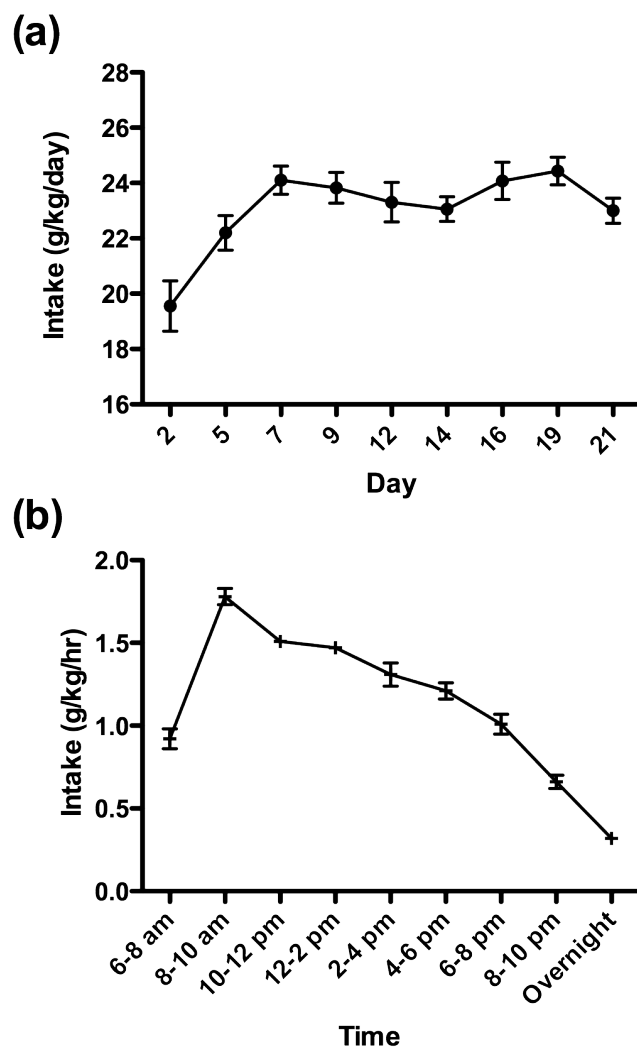 (a)
Intake (g/kg/day)
28
26
24
22
20
18
16
2 5 7 9 12 14 16 19 21
Day
(b)
Intake (g/kg/hr)
2.0
1.5
1.0
0.5
0.0
6-8 am 8-10 am 10-12 pm 12-2 pm 2-4 pm 4-6 pm 6-8 pm 8-10 pm Overnight
Time